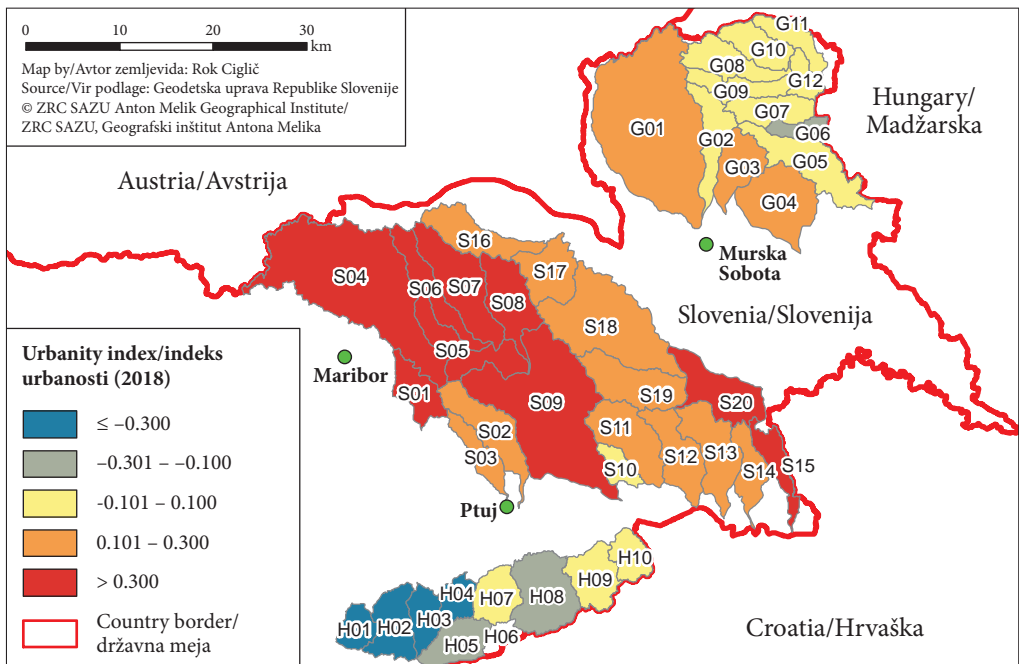 0 10 20 30
km
Map by/Avtor zemljevida: Rok Ciglič
Source/Vir podlage: Geodetska uprava Republike Slovenije
© ZRC SAZU Anton Melik Geographical Institute/
ZRC SAZU, Geografski inštitut Antona Melika
G11
G10
G08
G12
G09
G07
Hungary/
Madžarska
G01
G06
G02
G05
G03
G04
Austria/Avstrija
S16
Murska
Sobota
S17
S04
S06
S07
S08
S18
Slovenia/Slovenija
S05
Maribor
S01
S19
S09
S20
S02
S11
S03
S10
S12
S13
S14
S15
Ptuj
Urbanity index/indeks
urbanosti (2018)
≤ −0.300
−0.301 – −0.100
-0.101 – 0.100
0.101 – 0.300
> 0.300
Country border/
državna meja
H10
H09
H04
H07
H08
H01
H02
H03
H06
H05
Croatia/Hrvaška